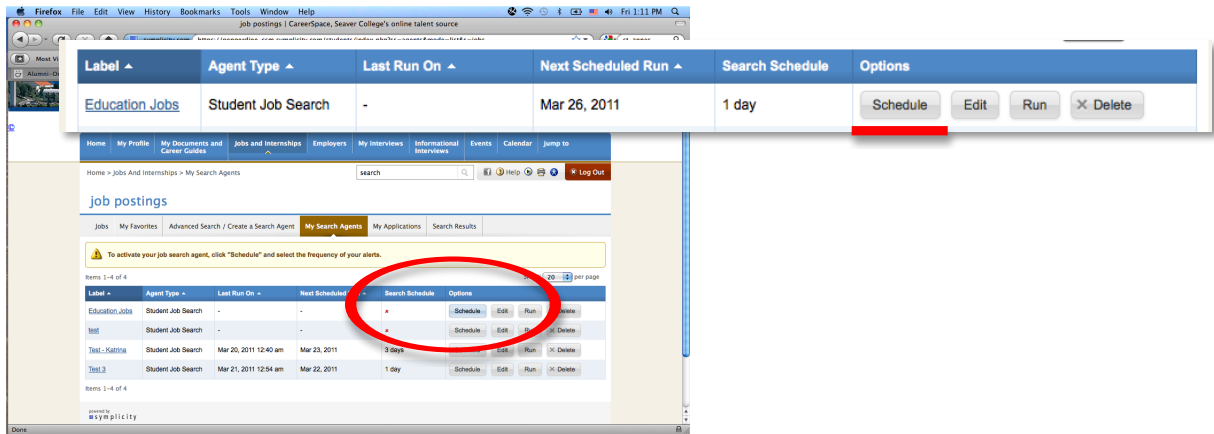 Firefox File Edit View History Bookmarks Tools Window Help Fri 1:11 PM
job postings | CareerSpace, Seaver College's online talent source
Most Vi
Label Agent Type Last Run On Next Scheduled Run Search Schedule Options
Education Jobs Student Job Search - Mar 26, 2011 1 day Schedule Edit Run Delete
Home My Profile My Documents and Career Guides Jobs and Internships Employers My Interviews Informational Interviews Events Calendar Jump to
Home > Jobs And Internships > My Search Agents search Help Log Out
job postings
Jobs My Favorites Advanced Search / Create a Search Agent My Search Agents My Applications Search Results
To activate your job search agent, click "Schedule" and select the frequency of your alerts.
Items 1-4 of 4 20 per page
Label Agent Type Last Run On Next Scheduled Search Schedule Options
Education Jobs Student Job Search - - x Schedule Edit Run Delete
test Student Job Search - - x Schedule Edit Run Delete
Test - Katrina Student Job Search Mar 20, 2011 12:40 am Mar 23, 2011 3 days Schedule Edit Run Delete
Test 3 Student Job Search Mar 21, 2011 12:54 am Mar 22, 2011 1 day Schedule Edit Run Delete
Items 1-4 of 4
powered by
symplicity
Done